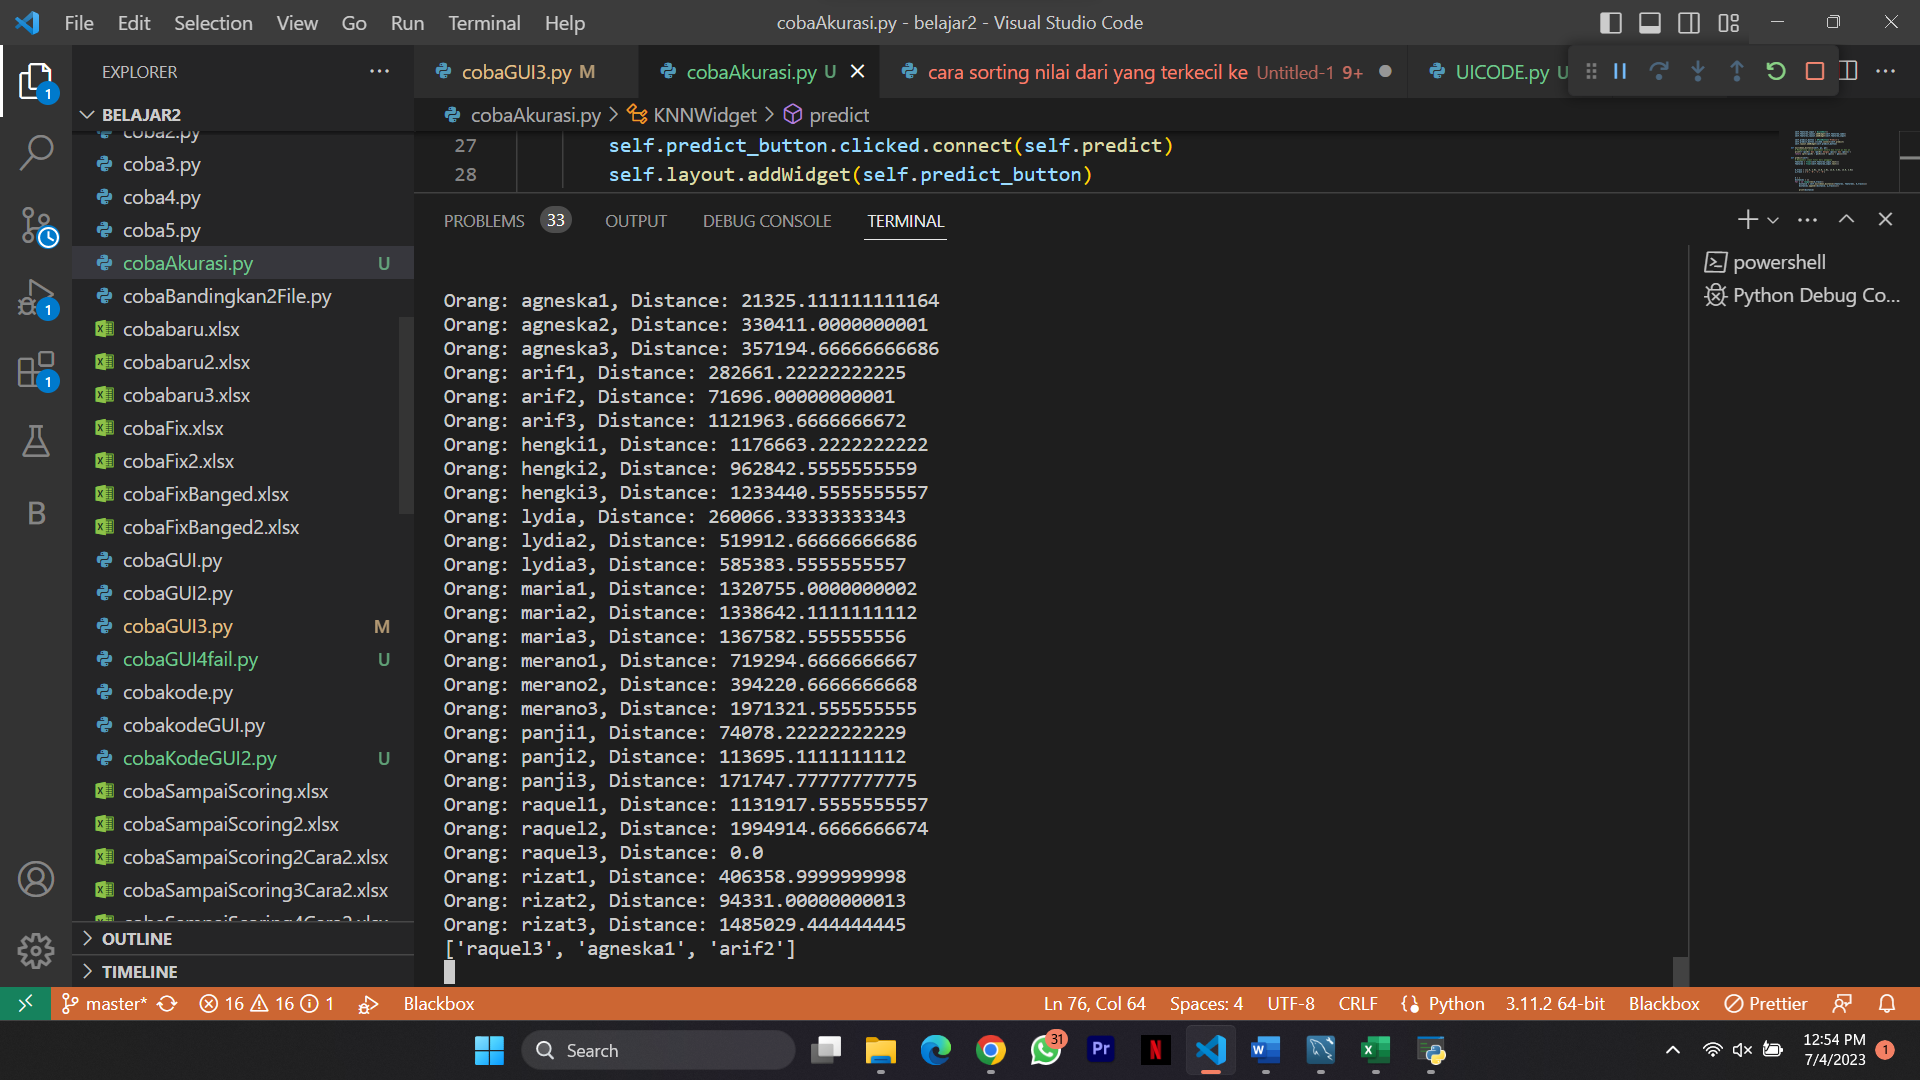 File Edit Selection View Go Run Terminal Help
cobaAkurasi.py - belajar2 - Visual Studio Code
EXPLORER
BELAJAR2
coba2.py
coba3.py
coba4.py
coba5.py
cobaAkurasi.py U
cobaBandingkan2File.py
cobabaru.xlsx
cobabaru2.xlsx
cobabaru3.xlsx
cobaFix.xlsx
cobaFix2.xlsx
cobaFixBanged.xlsx
cobaFixBanged2.xlsx
cobaGUI.py
cobaGUI2.py
cobaGUI3.py M
cobaGUI4fail.py U
cobakode.py
cobakodeGUI.py
cobaKodeGUI2.py U
cobaSampaiScoring.xlsx
cobaSampaiScoring2.xlsx
cobaSampaiScoring2Cara2.xlsx
cobaSampaiScoring3Cara2.xlsx
cobaSampaiScoring4Cara2.xlsx
OUTLINE
TIMELINE
cobaGUI3.py M
cobaAkurasi.py U
cara sorting nilai dari yang terkecil ke Untitled-1 9+
UICODE.py U
cobaAkurasi.py > KNNWidget > predict
27 self.predict_button.clicked.connect(self.predict)
28 self.layout.addWidget(self.predict_button)
PROBLEMS 33 OUTPUT DEBUG CONSOLE TERMINAL
powershell
Python Debug Co...
Orang: agneska1, Distance: 21325.111111111164
Orang: agneska2, Distance: 330411.0000000001
Orang: agneska3, Distance: 357194.66666666686
Orang: arif1, Distance: 282661.22222222225
Orang: arif2, Distance: 71696.00000000001
Orang: arif3, Distance: 1121963.6666666672
Orang: hengki1, Distance: 1176663.2222222222
Orang: hengki2, Distance: 962842.5555555559
Orang: hengki3, Distance: 1233440.5555555557
Orang: lydia, Distance: 260066.33333333343
Orang: lydia2, Distance: 519912.66666666686
Orang: lydia3, Distance: 585383.5555555557
Orang: maria1, Distance: 1320755.0000000002
Orang: maria2, Distance: 1338642.1111111112
Orang: maria3, Distance: 1367582.555555556
Orang: merano1, Distance: 719294.6666666667
Orang: merano2, Distance: 394220.6666666668
Orang: merano3, Distance: 1971321.555555555
Orang: panji1, Distance: 74078.22222222229
Orang: panji2, Distance: 113695.1111111112
Orang: panji3, Distance: 171747.77777777775
Orang: raquel1, Distance: 1131917.5555555557
Orang: raquel2, Distance: 1994914.6666666674
Orang: raquel3, Distance: 0.0
Orang: rizat1, Distance: 406358.9999999998
Orang: rizat2, Distance: 94331.00000000013
Orang: rizat3, Distance: 1485029.444444445
['raquel3', 'agneska1', 'arif2']
master* 16 16 1 Blackbox
Ln 76, Col 64 Spaces: 4 UTF-8 CRLF Python 3.11.2 64-bit Blackbox Prettier
Search
31
12:54 PM
7/4/2023
1